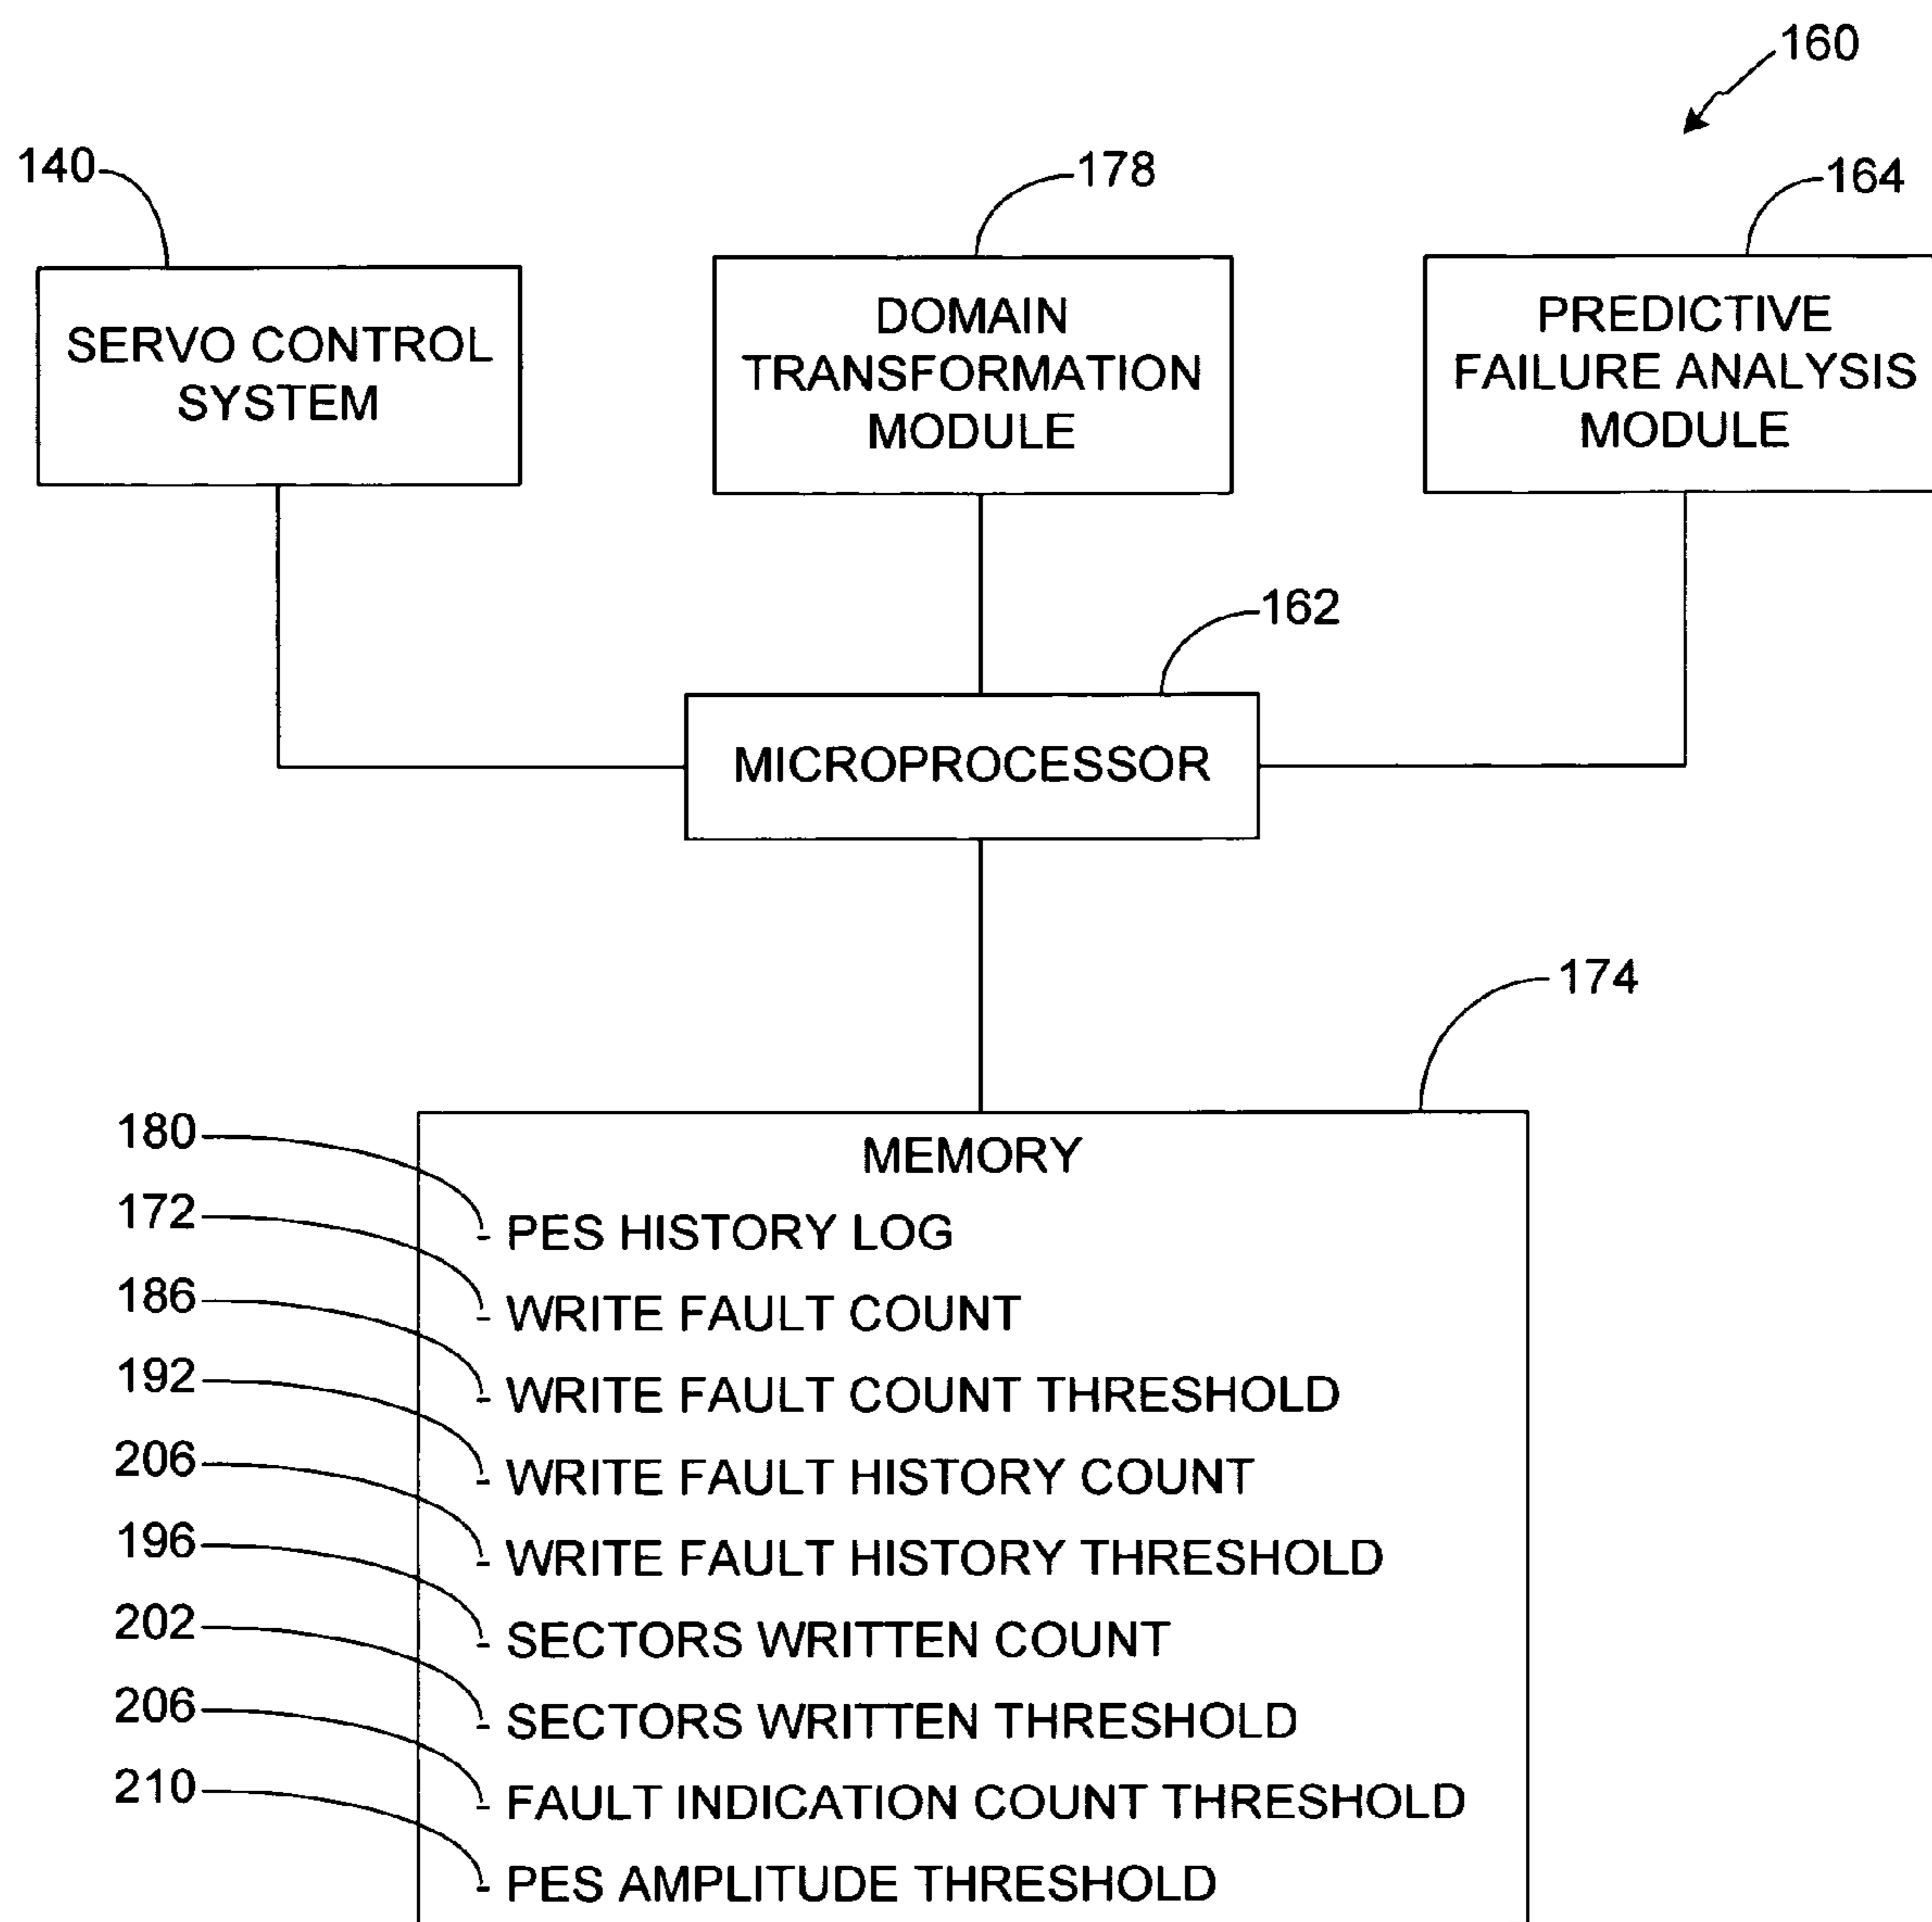 160
140
178
164
SERVO CONTROL
SYSTEM
DOMAIN
TRANSFORMATION
MODULE
PREDICTIVE
FAILURE ANALYSIS
MODULE
162
MICROPROCESSOR
174
MEMORY
180
- PES HISTORY LOG
172
- WRITE FAULT COUNT
186
- WRITE FAULT COUNT THRESHOLD
192
- WRITE FAULT HISTORY COUNT
206
- WRITE FAULT HISTORY THRESHOLD
196
- SECTORS WRITTEN COUNT
202
- SECTORS WRITTEN THRESHOLD
206
- FAULT INDICATION COUNT THRESHOLD
210
- PES AMPLITUDE THRESHOLD